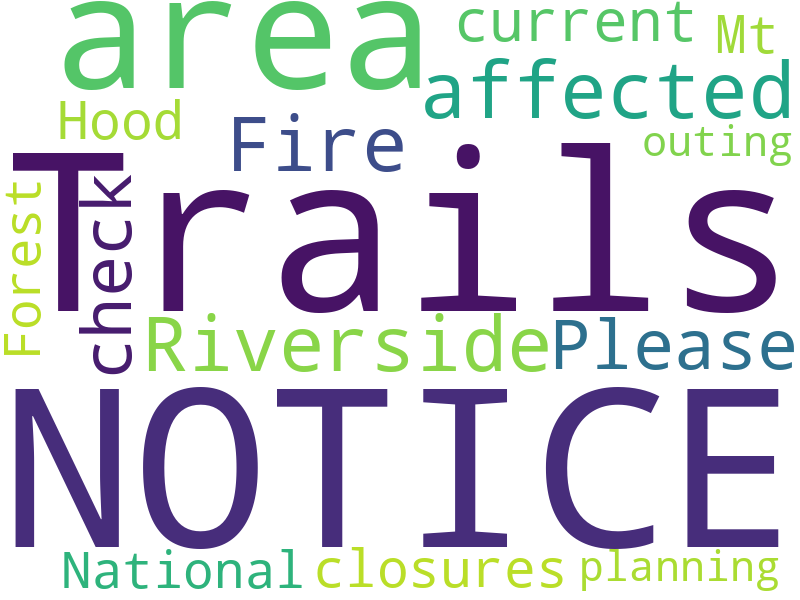 area
current
Mt
affected
Hood
Fire
outing
Trails
check
Forest
Riverside
Please
NOTICE
National
closures
planning